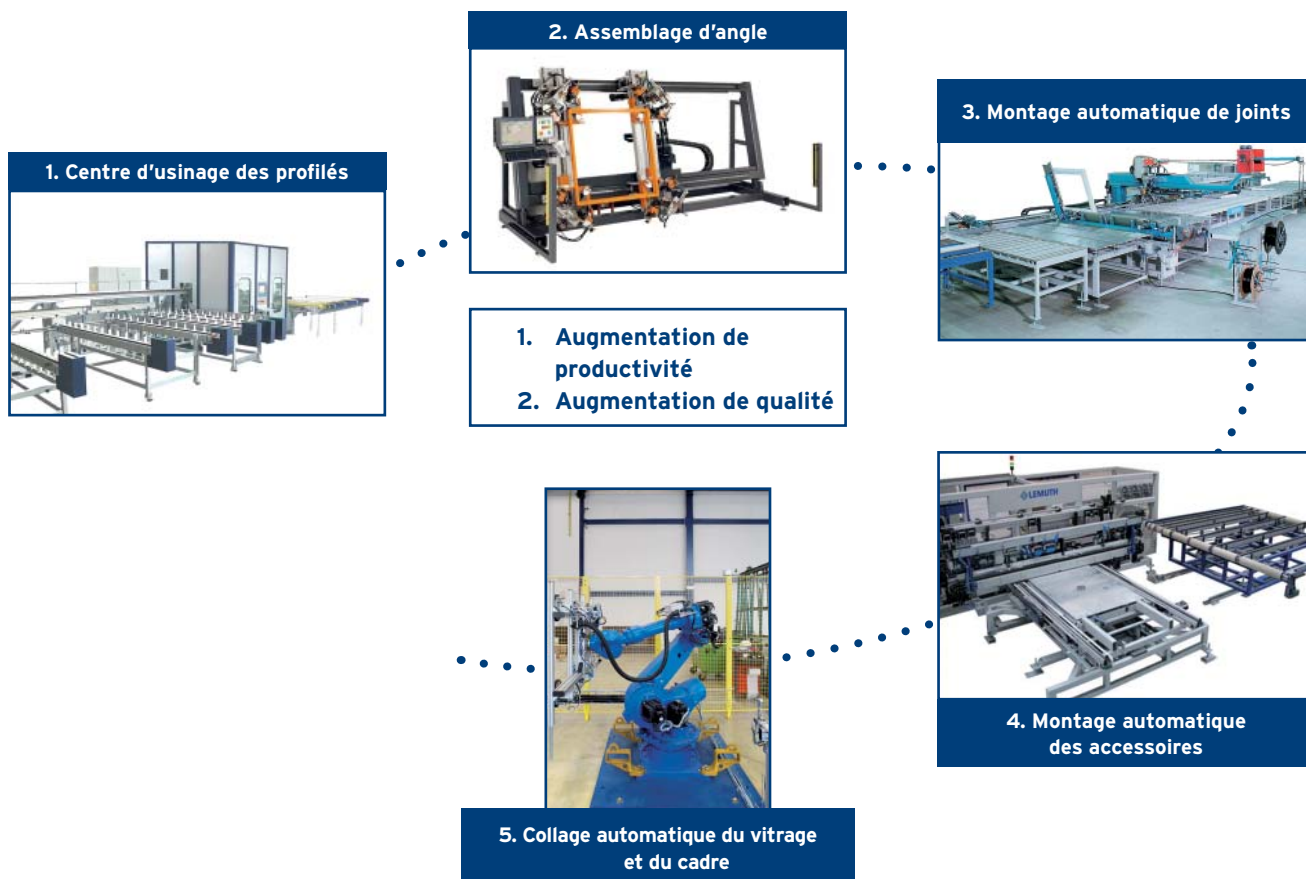 1. Centre d'usinage des profilés
2. Assemblage d'angle
3. Montage automatique de joints
1. Augmentation de
productivité
2. Augmentation de qualité
LEMUTH
4. Montage automatique
des accessoires
5. Collage automatique du vitrage
et du cadre